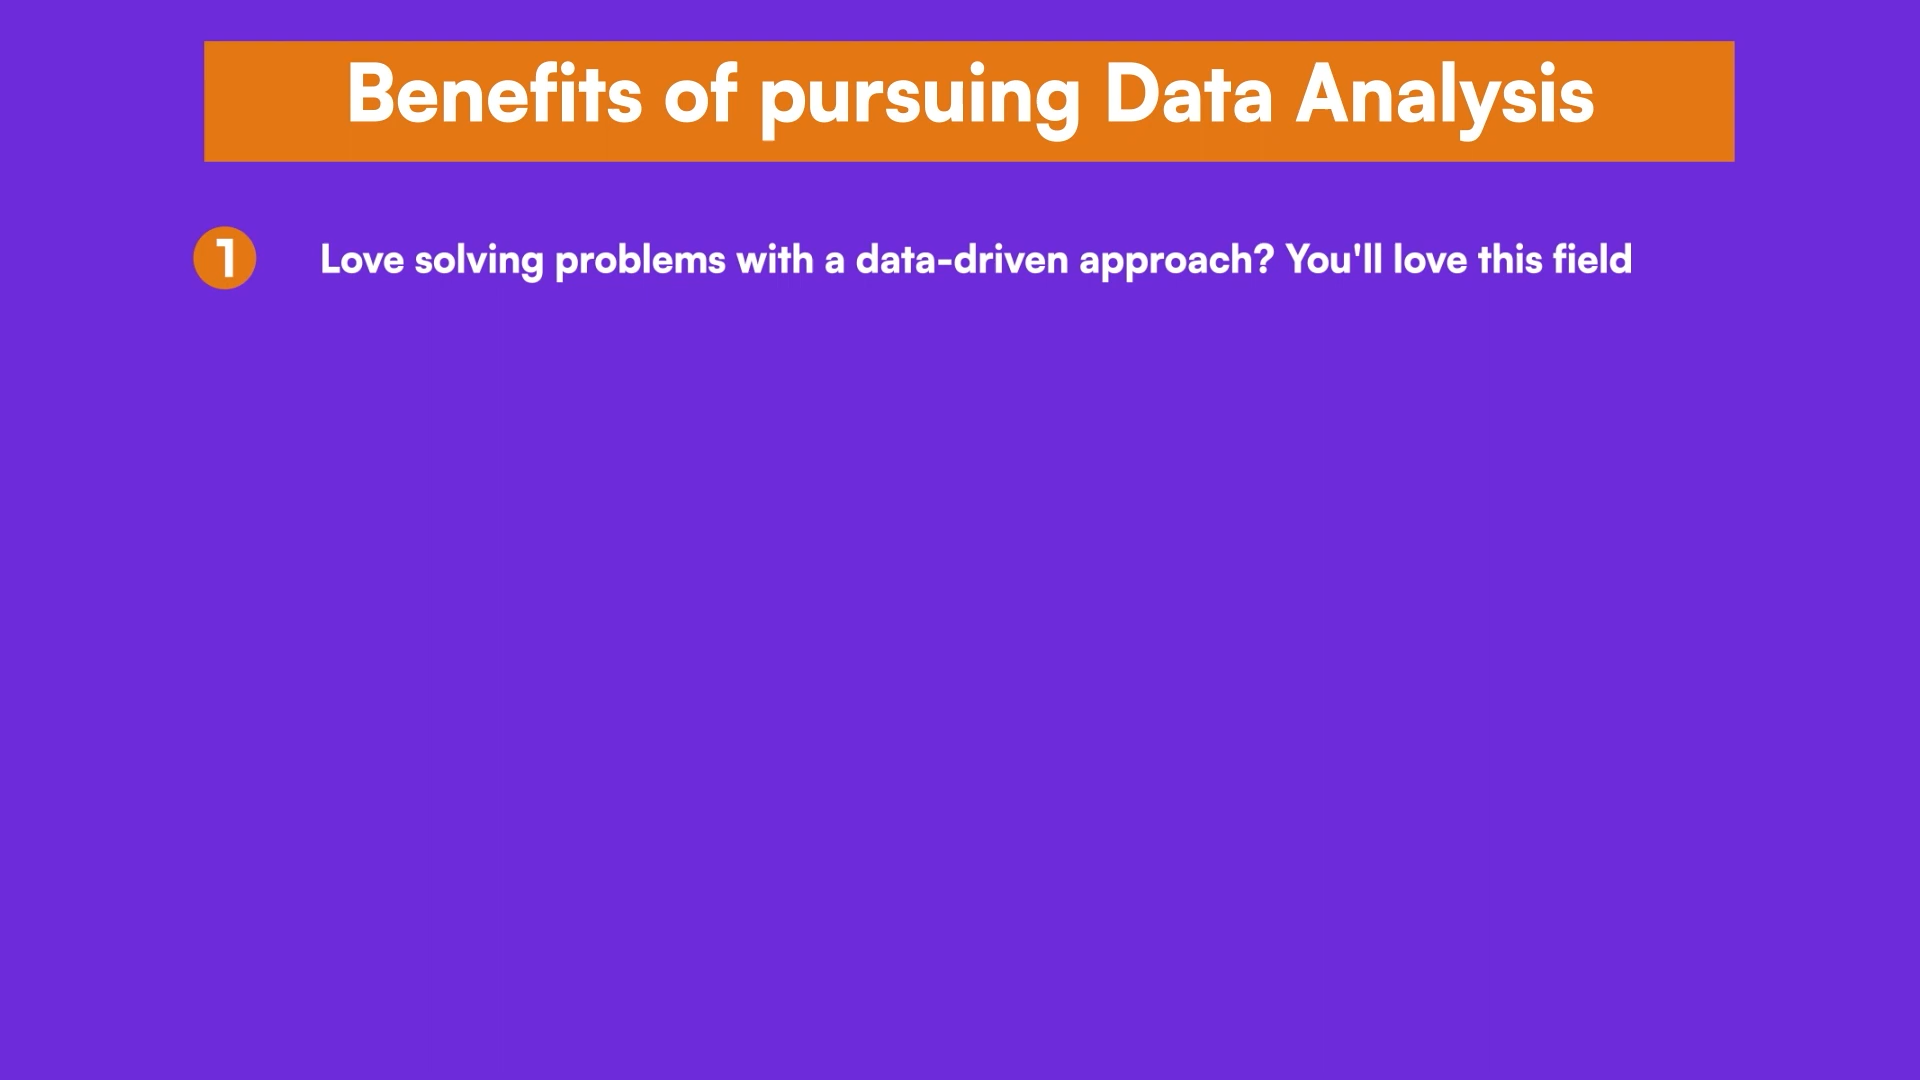 Benefits of pursuing Data Analysis
1 Love solving problems with a data-driven approach? You'll love this field